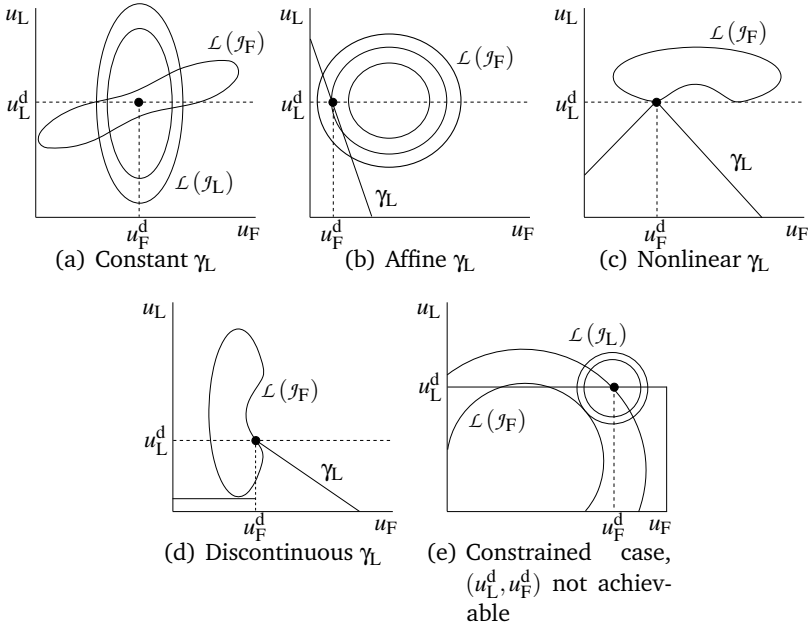 u_L
ℒ(𝒥_F)
u_L^d
ℒ(𝒥_L)
u_F^d
u_F
(a) Constant γ_L
u_L
ℒ(𝒥_F)
u_L^d
γ_L
u_F^d
u_F
(b) Affine γ_L
u_L
ℒ(𝒥_F)
u_L^d
γ_L
u_F^d
u_F
(c) Nonlinear γ_L
u_L
ℒ(𝒥_F)
u_L^d
γ_L
u_F^d
u_F
(d) Discontinuous γ_L
u_L
ℒ(𝒥_L)
u_L^d
ℒ(𝒥_F)
u_F^d
u_F
(e) Constrained case,
(u_L^d, u_F^d) not achiev-
able